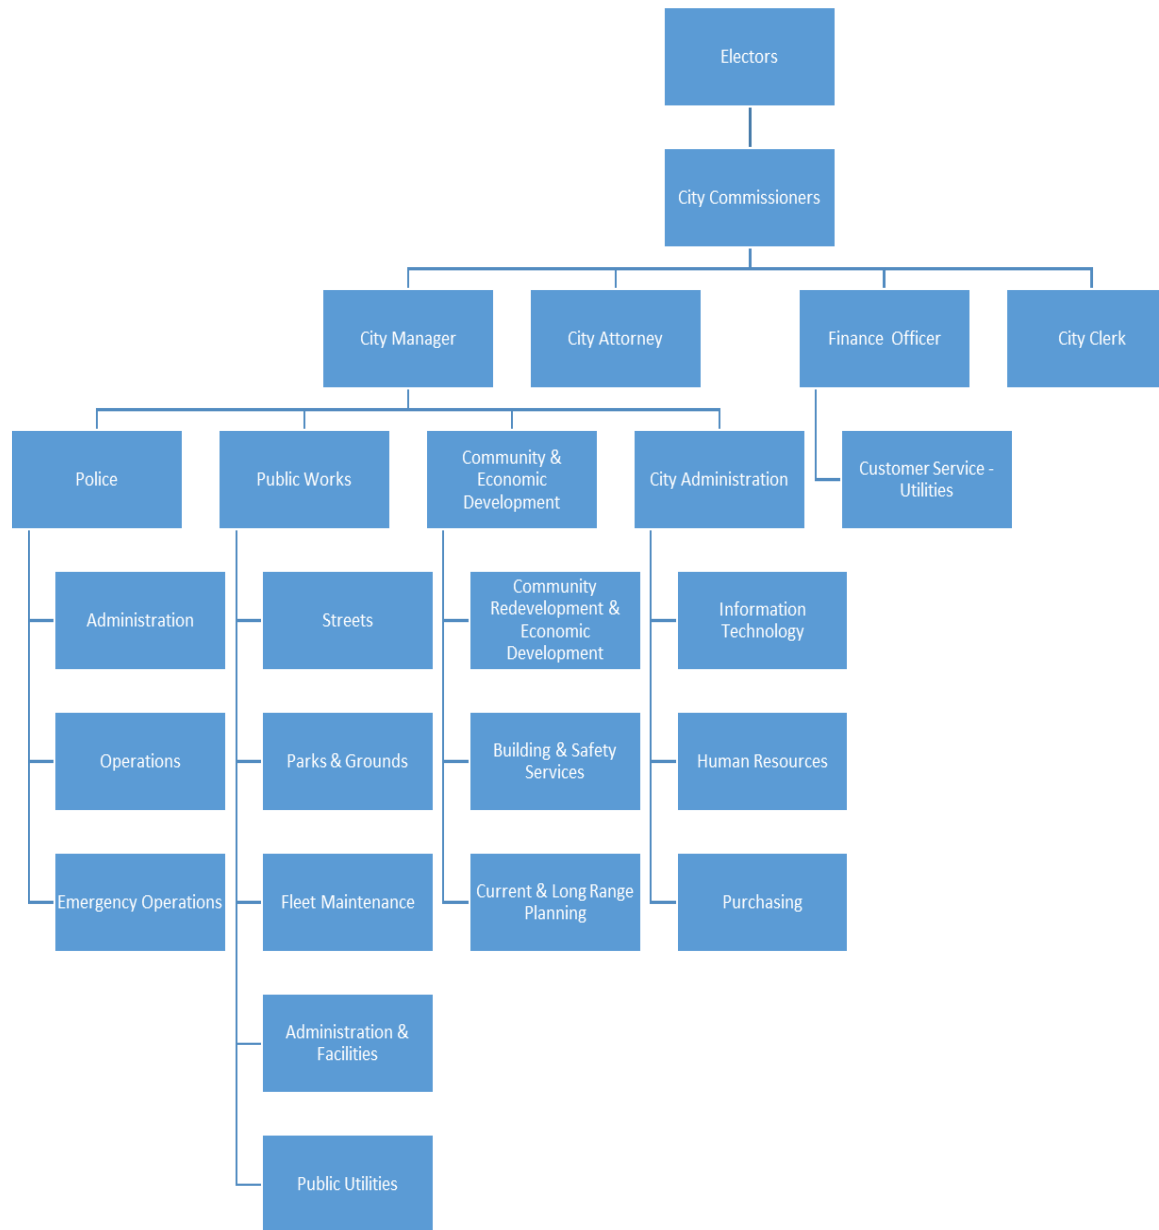 Electors
City Commissioners
City Manager
City Attorney
Finance Officer
City Clerk
Police
Public Works
Community &
Economic
Development
City Administration
Customer Service -
Utilities
Administration
Streets
Community
Redevelopment &
Economic
Development
Information
Technology
Operations
Parks & Grounds
Building & Safety
Services
Human Resources
Emergency Operations
Fleet Maintenance
Current & Long Range
Planning
Purchasing
Administration &
Facilities
Public Utilities